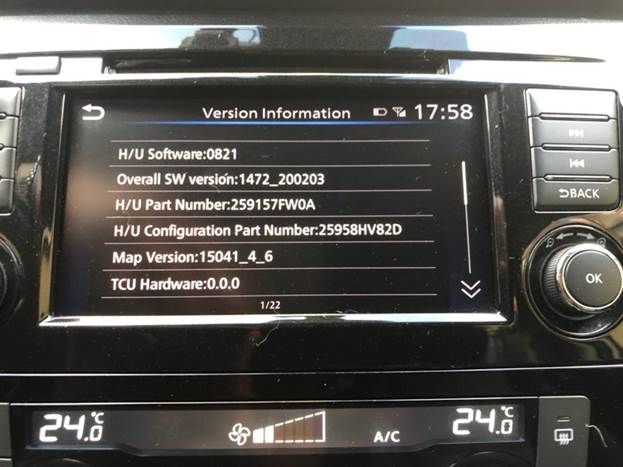 Version Information 17:58
H/U Software:0821
Overall SW version:1472_200203
H/U Part Number:259157FW0A
H/U Configuration Part Number:25958HV82D
Map Version:15041_4_6
TCU Hardware:0.0.0
1/22
BACK
OK
24.0°C
A/C
24.0°C